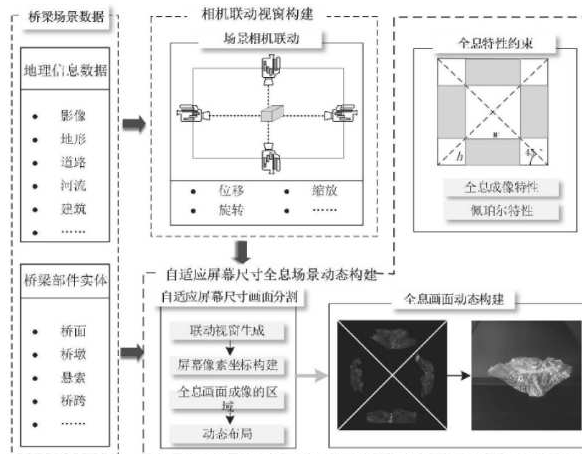 桥梁场景数据
地理信息数据
影像
地形
道路
河流
建筑
……
桥梁部件实体
桥面
桥墩
悬索
桥跨
……
相机联动视窗构建
场景相机联动
位移
缩放
旋转
……
全息特性约束
w
h
45°
全息成像特性
佩珀尔特性
自适应屏幕尺寸全息场景动态构建
自适应屏幕尺寸画面分割
联动视窗生成
屏幕像素坐标构建
全息画面成像的区
域
动态布局
全息画面动态构建